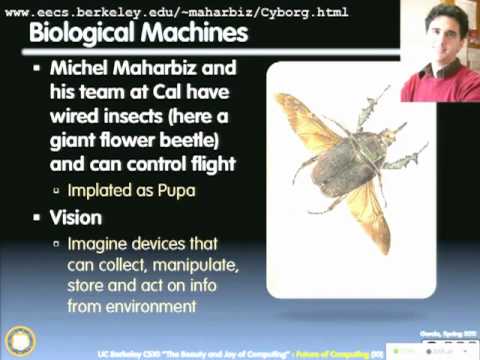 www.eecs.berkeley.edu/~maharbiz/Cyborg.html
Biological Machines
Michel Maharbiz and
his team at Cal have
wired insects (here a
giant flower beetle)
and can control flight
Implated as Pupa
Vision
Imagine devices that
can collect, manipulate,
store and act on info
from environment
Garcia, Spring 2011
UC Berkeley CS10 "The Beauty and Joy of Computing" : Future of Computing